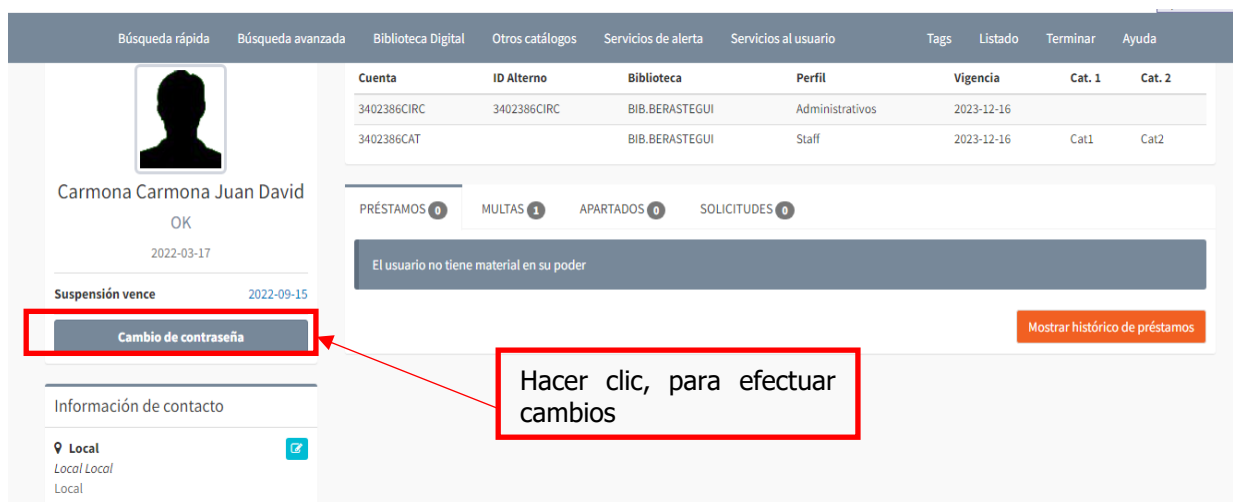 Búsqueda rápida Búsqueda avanzada Biblioteca Digital Otros catálogos Servicios de alerta Servicios al usuario Tags Listado Terminar Ayuda
Cuenta ID Alterno Biblioteca Perfil Vigencia Cat. 1 Cat. 2
3402386CIRC 3402386CIRC BIB.BERASTEGUI Administrativos 2023-12-16
3402386CAT BIB.BERASTEGUI Staff 2023-12-16 Cat1 Cat2
Carmona Carmona Juan David
OK
2022-03-17
Suspensión vence 2022-09-15
Cambio de contraseña
PRÉSTAMOS 0 MULTAS 1 APARTADOS 0 SOLICITUDES 0
El usuario no tiene material en su poder
Mostrar histórico de préstamos
Hacer clic, para efectuar
cambios
Información de contacto
Local
Local Local
Local